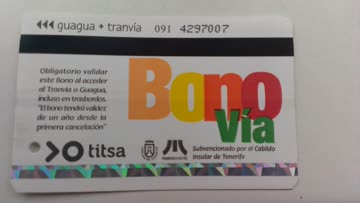 guagua + tranvía 091 4297007
Obligatorio validar
este Bono al acceder
al Tranvía o Guagua,
incluso en trasbordos.
"El bono tendrá validez
de un año desde la
primera cancelación"
Bono
Vía
titsa
Subvencionado por el Cabildo
Insular de Tenerife